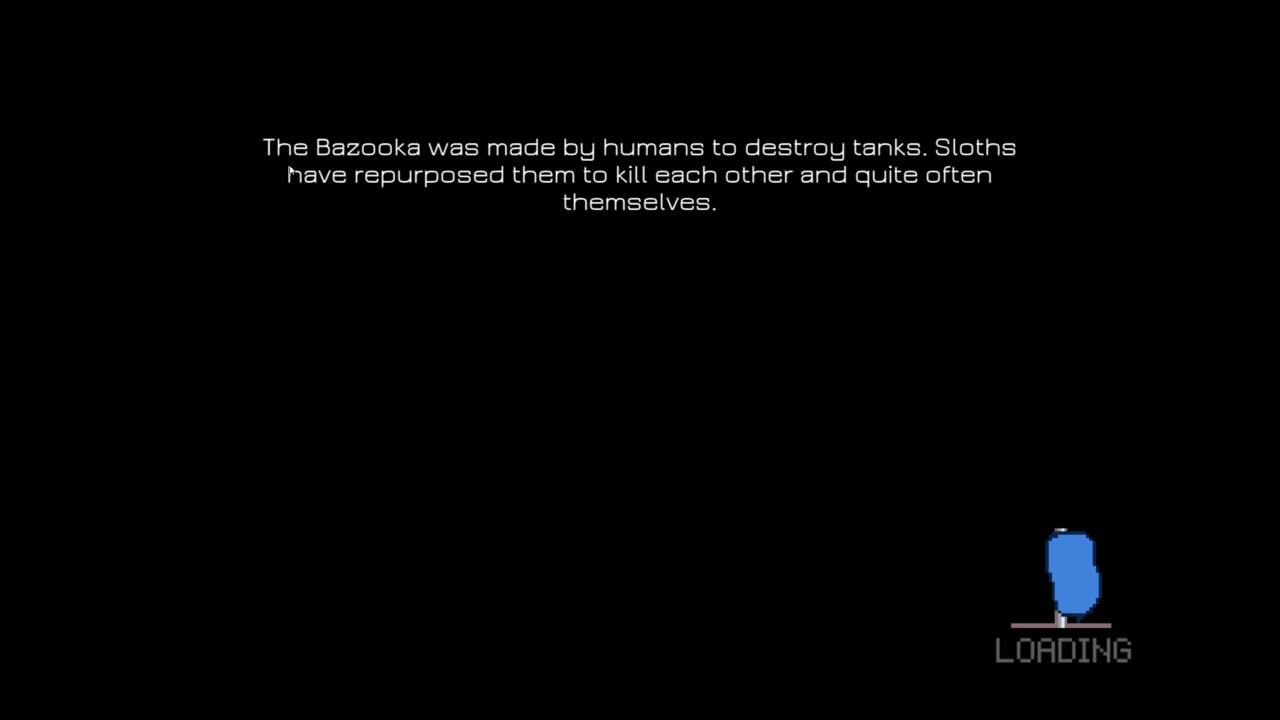 The Bazooka was made by humans to destroy tanks. Sloths
have repurposed them to kill each other and quite often
themselves.
LOADING